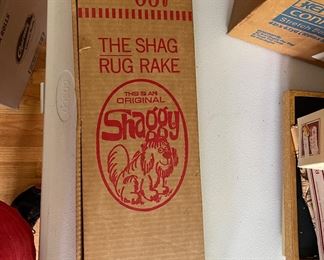 THE SHAG
RUG RAKE
THIS IS AN
ORIGINAL
Shaggy